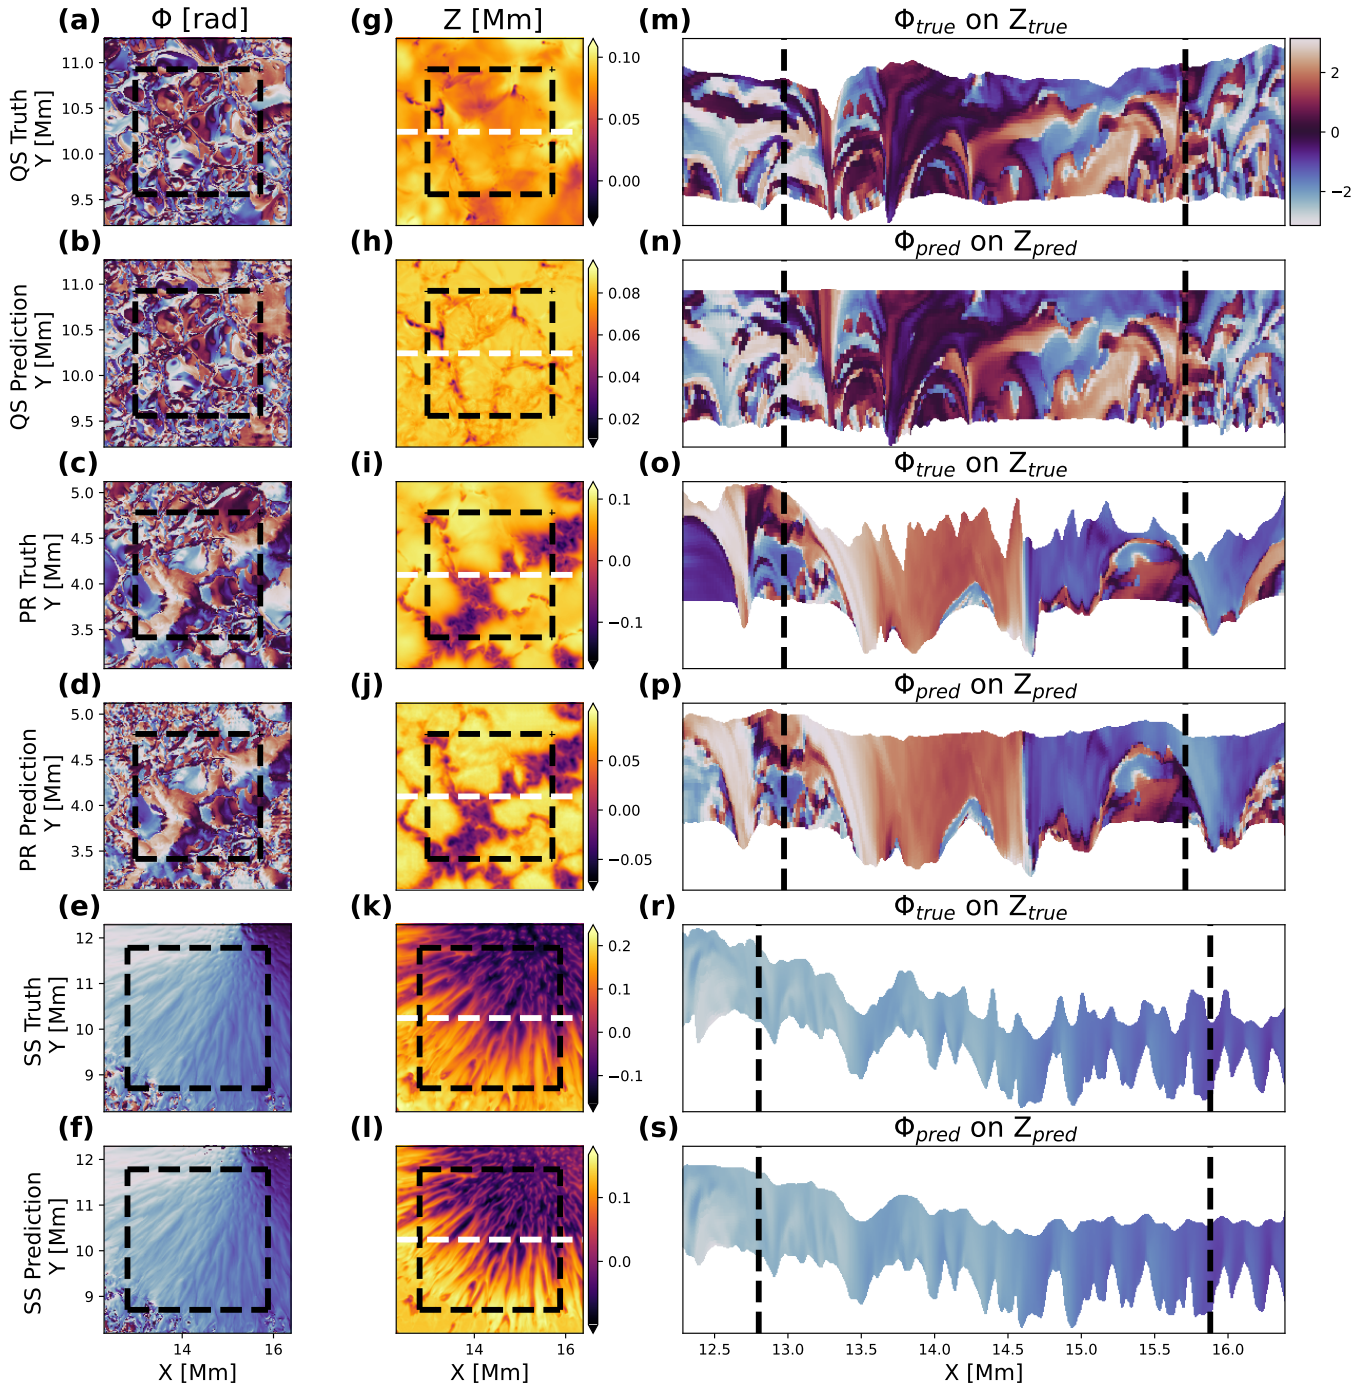 (a) Φ [rad] (g) Z [Mm] (m) Φtrue on Ztrue
QS Truth
Y [Mm]
11.0
10.5
10.0
9.5
0.10
0.05
0.00
2
0
−2
(b) (h) (n) Φpred on Zpred
QS Prediction
Y [Mm]
11.0
10.5
10.0
9.5
0.08
0.06
0.04
0.02
(c) (i) (o) Φtrue on Ztrue
PR Truth
Y [Mm]
5.0
4.5
4.0
3.5
0.1
0.0
−0.1
(d) (j) (p) Φpred on Zpred
PR Prediction
Y [Mm]
5.0
4.5
4.0
3.5
0.05
0.00
−0.05
(e) (k) (r) Φtrue on Ztrue
SS Truth
Y [Mm]
12
11
10
9
0.2
0.1
0.0
−0.1
(f) (l) (s) Φpred on Zpred
SS Prediction
Y [Mm]
12
11
10
9
0.1
0.0
14 16 14 16 12.5 13.0 13.5 14.0 14.5 15.0 15.5 16.0
X [Mm] X [Mm] X [Mm]